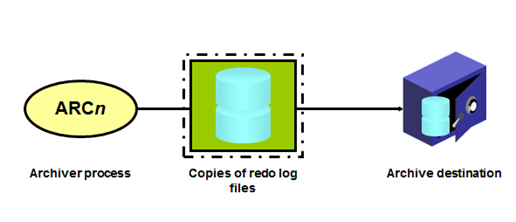 ARCn
Archiver process
Copies of redo log
files
Archive destination